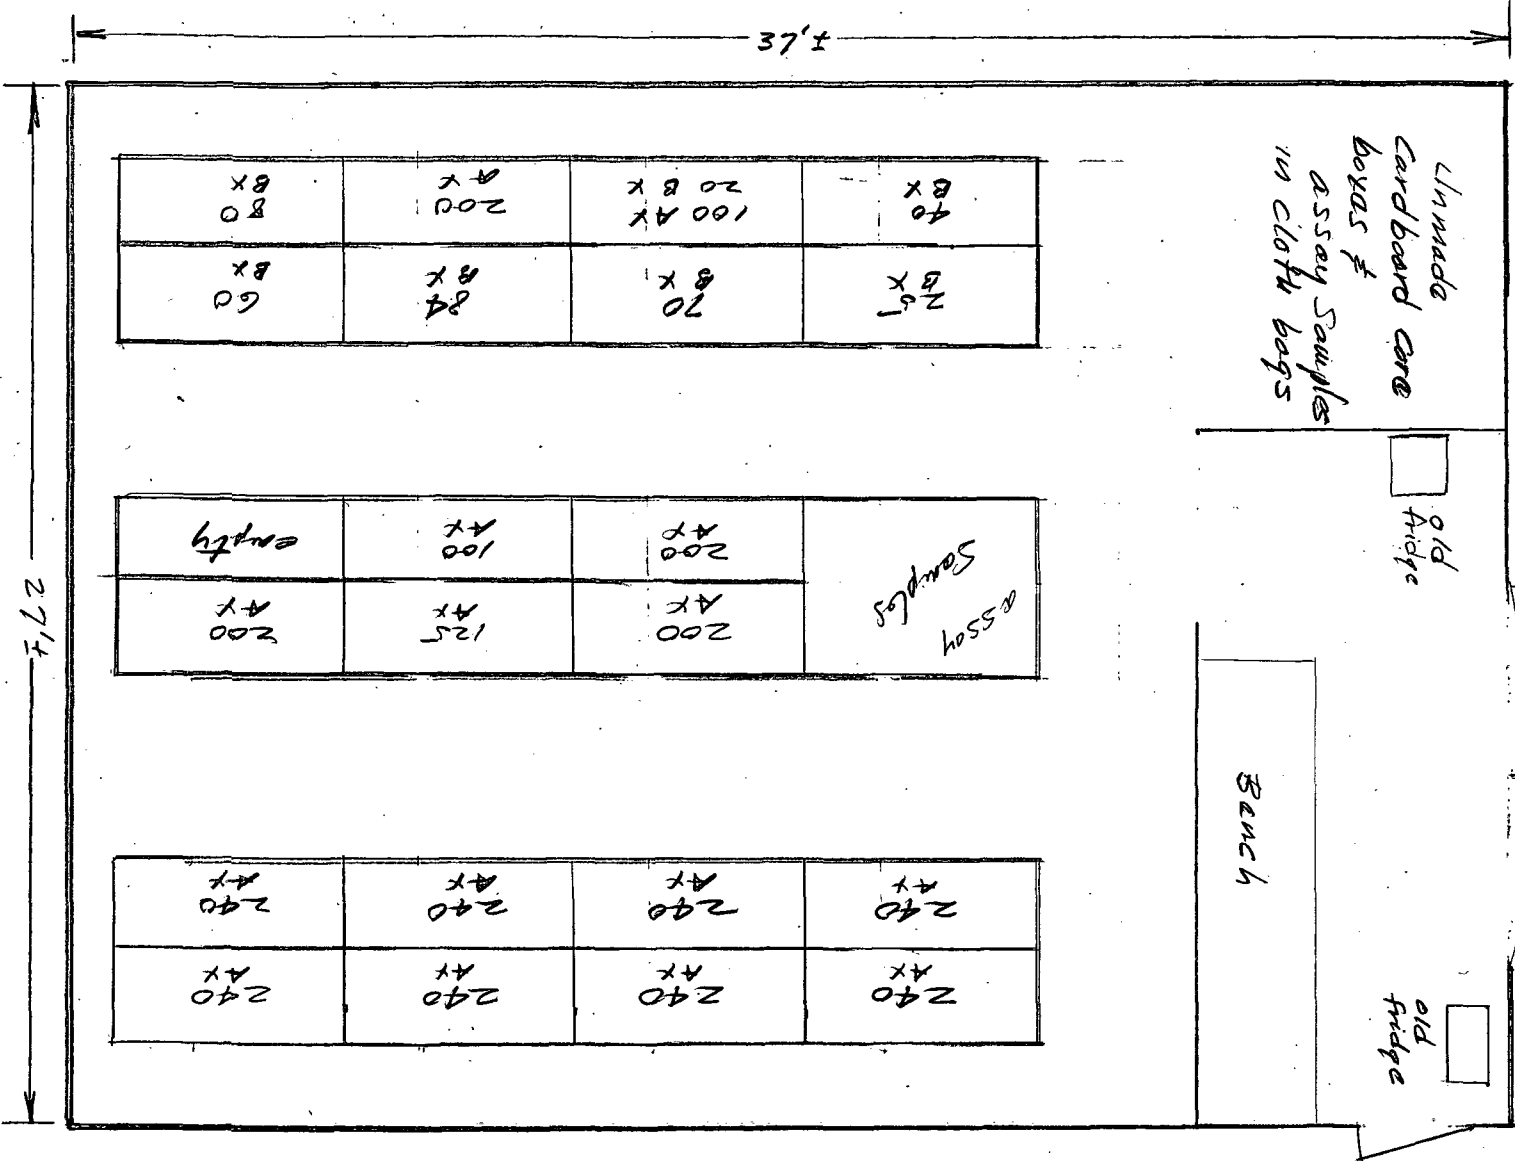 37'±
27'±
80
BX
200
AX
100 AX
20 BX
40
BX
60
BX
84
BX
70
BX
25
BX
Unmade
Cardboard core
boxes &
assay Samples
in cloth bags
old
fridge
empty
100
AX
200
AX
assay
Samples
200
AX
125
AX
200
AX
Bench
240
AX
240
AX
240
AX
240
AX
240
AX
240
AX
240
AX
240
AX
old
fridge